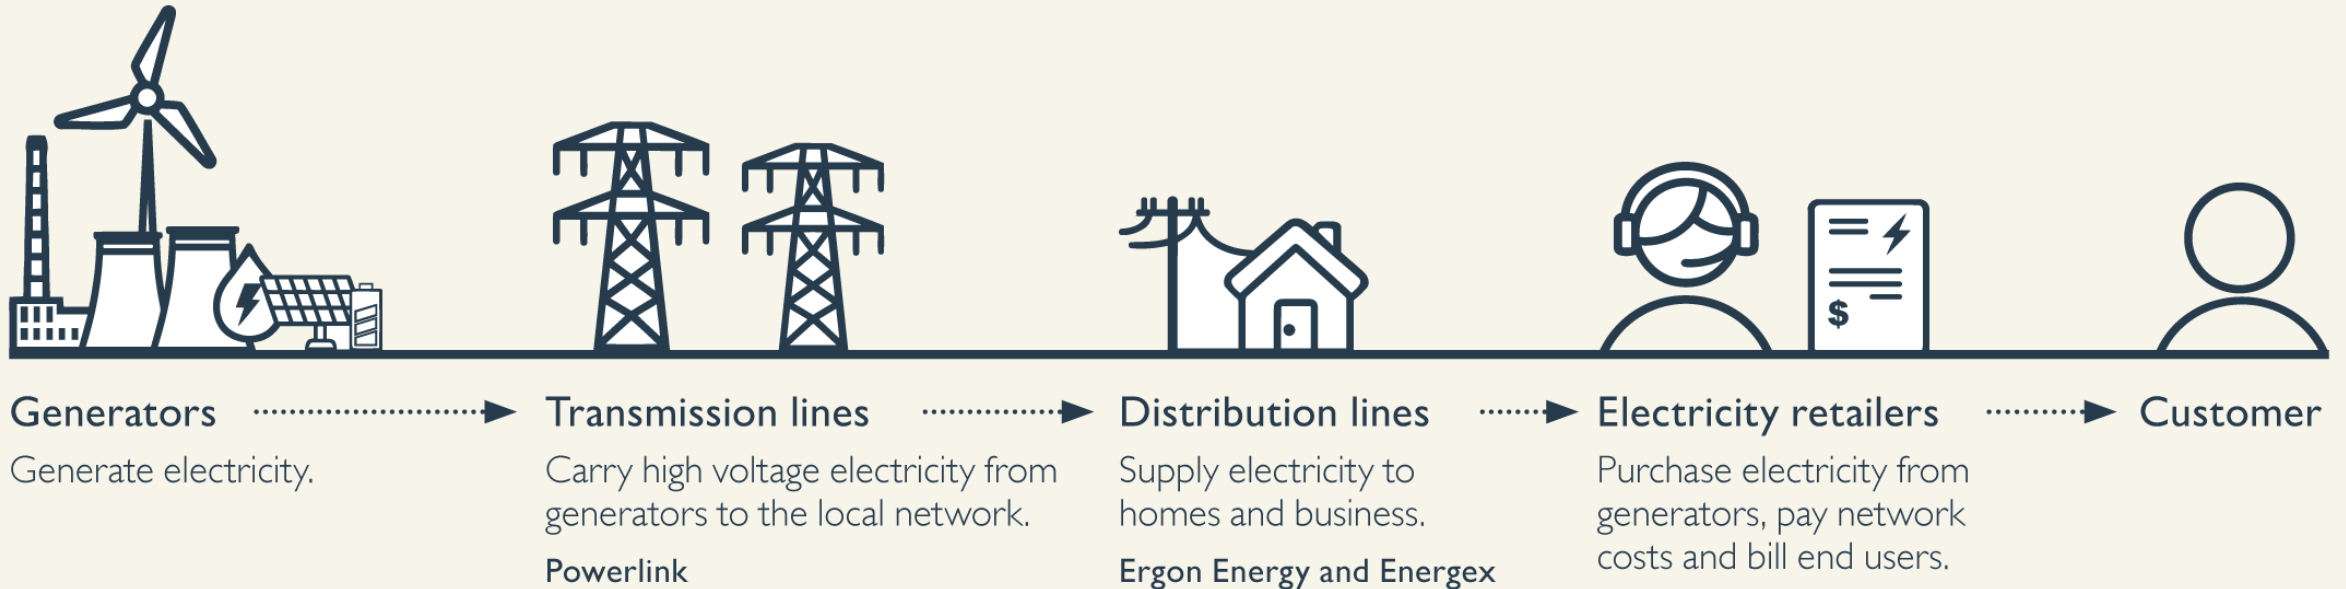 $
Generators
Generate electricity.
Transmission lines
Carry high voltage electricity from
generators to the local network.
Powerlink
Distribution lines
Supply electricity to
homes and business.
Ergon Energy and Energex
Electricity retailers
Purchase electricity from
generators, pay network
costs and bill end users.
Customer